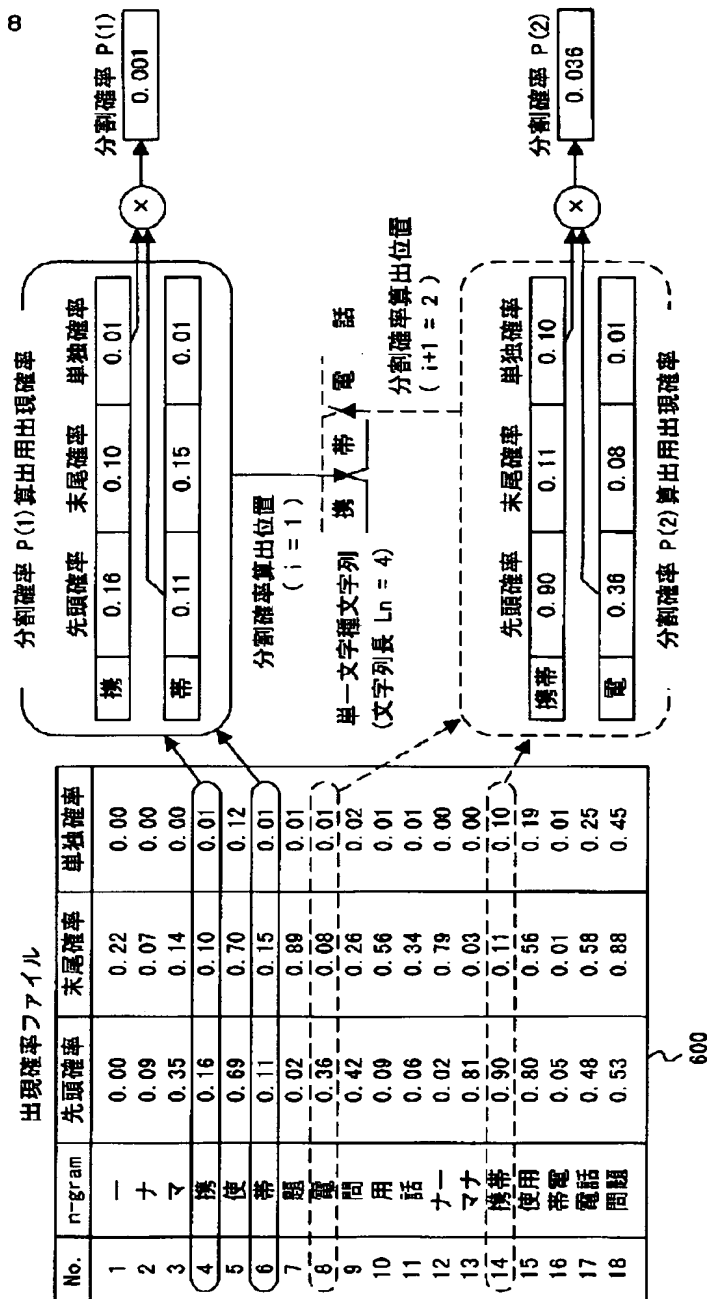 8
出現確率ファイル
No. n-gram 先頭確率 末尾確率 単独確率
1 ー 0.00 0.22 0.00
2 ナ 0.09 0.07 0.00
3 マ 0.35 0.14 0.00
4 携 0.16 0.10 0.01
5 使 0.69 0.70 0.12
6 帯 0.11 0.15 0.01
7 題 0.02 0.89 0.01
8 電 0.36 0.08 0.01
9 問 0.42 0.26 0.02
10 用 0.09 0.56 0.01
11 話 0.06 0.34 0.01
12 ナー 0.02 0.79 0.00
13 マナ 0.81 0.03 0.00
14 携帯 0.90 0.11 0.10
15 使用 0.80 0.56 0.19
16 帯電 0.05 0.01 0.01
17 電話 0.48 0.58 0.25
18 問題 0.53 0.88 0.45
600
分割確率 P(1)算出用出現確率
先頭確率 末尾確率 単独確率
携 0.16 0.10 0.01
帯 0.11 0.15 0.01
×
分割確率 P(1)
0.001
分割確率算出位置
( i = 1 )
単一文字種文字列
(文字列長 Ln = 4)
携 帯 電 話
分割確率算出位置
( i+1 = 2 )
先頭確率 末尾確率 単独確率
携帯 0.90 0.11 0.10
電 0.36 0.08 0.01
分割確率 P(2)算出用出現確率
×
分割確率 P(2)
0.036